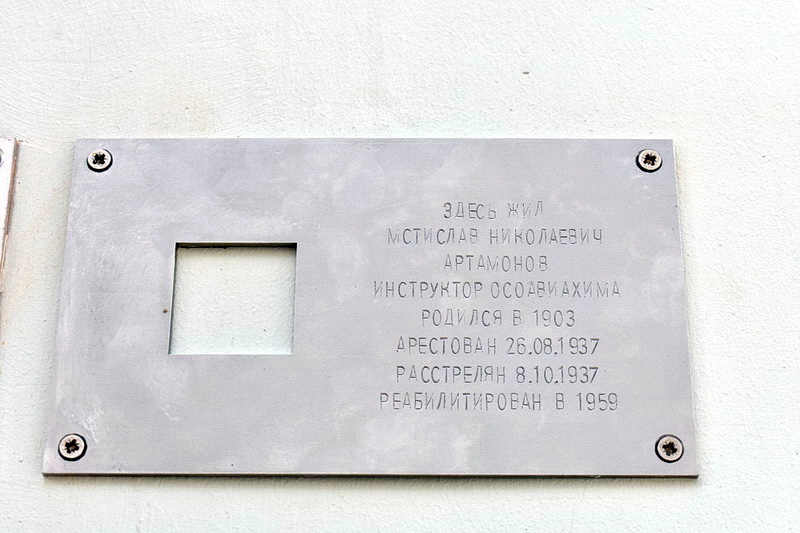 ЗДЕСЬ ЖИЛ
МСТИСЛАВ НИКОЛАЕВИЧ
АРТАМОНОВ
ИНСТРУКТОР ОСОАВИАХИМА
РОДИЛСЯ В 1903
АРЕСТОВАН 26.08.1937
РАССТРЕЛЯН 8.10.1937
РЕАБИЛИТИРОВАН В 1959